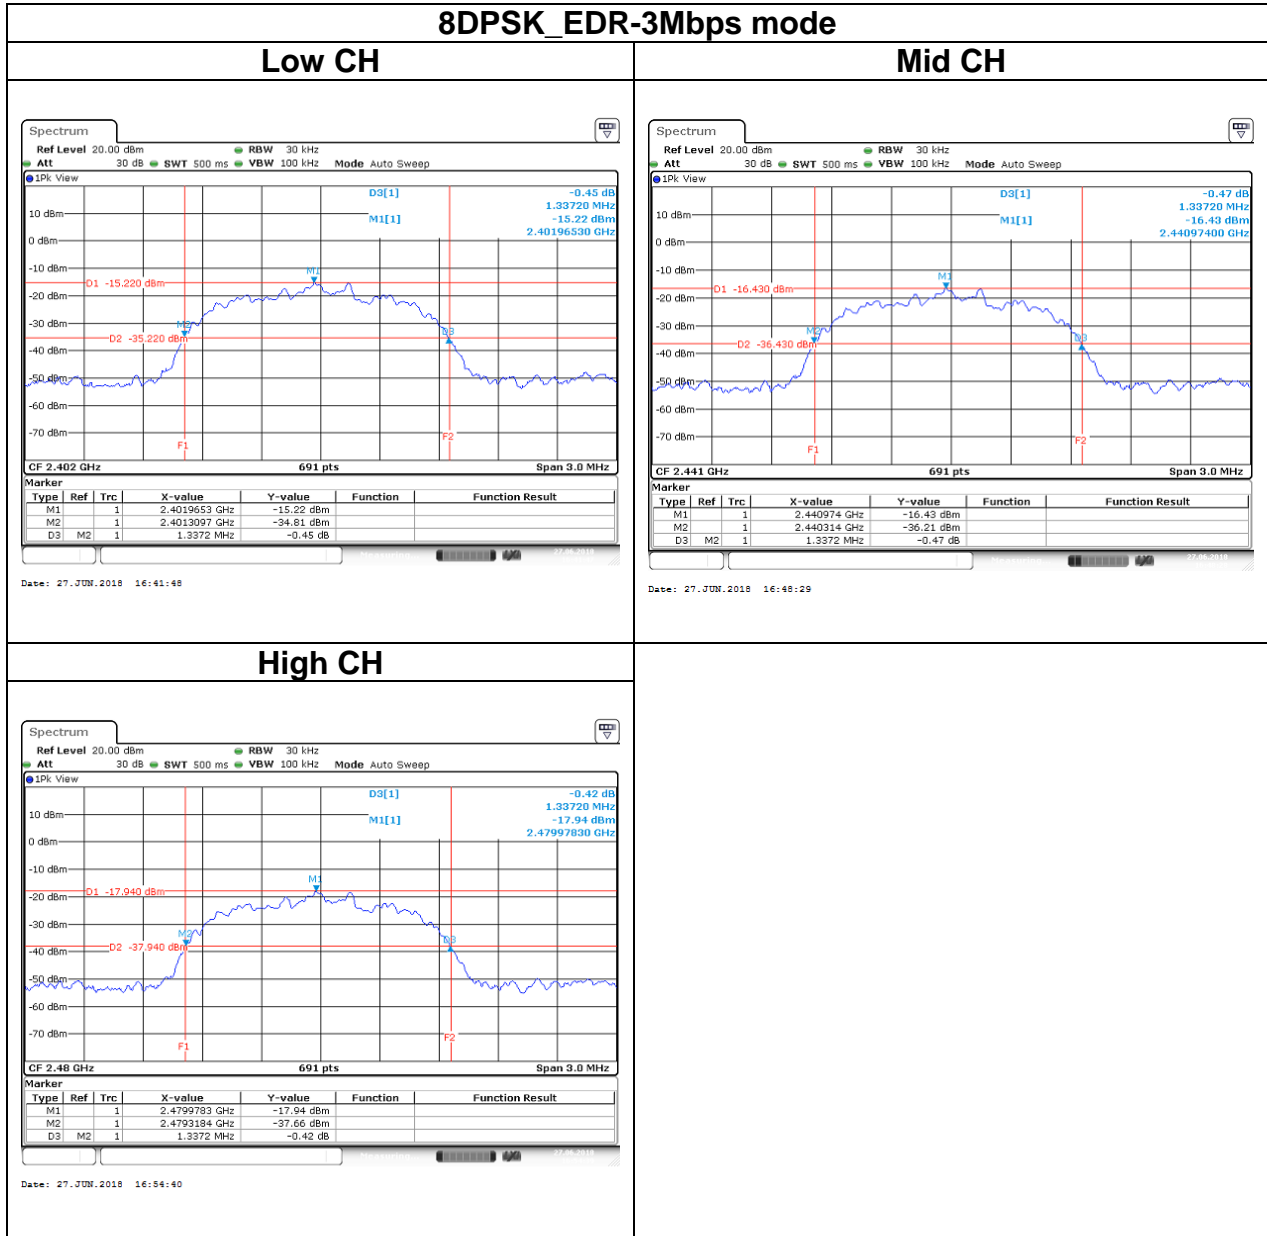 8DPSK_EDR-3Mbps mode
Low CH
Mid CH
Spectrum
Ref Level 20.00 dBm RBW 30 kHz
Att 30 dB SWT 500 ms VBW 100 kHz Mode Auto Sweep
1Pk View
D3[1] -0.45 dB
1.33720 MHz
M1[1] -15.22 dBm
2.40196530 GHz
10 dBm
0 dBm
-10 dBm
M1
D1 -15.220 dBm
-20 dBm
-30 dBm
M2
D3
D2 -35.220 dBm
-40 dBm
-50 dBm
-60 dBm
-70 dBm
F1
F2
CF 2.402 GHz 691 pts Span 3.0 MHz
Marker
Type Ref Trc X-value Y-value Function Function Result
M1 1 2.4019653 GHz -15.22 dBm
M2 1 2.4013097 GHz -34.81 dBm
D3 M2 1 1.3372 MHz -0.45 dB
Measuring 27.06.2018
Date: 27.JUN.2018 16:41:48
Spectrum
Ref Level 20.00 dBm RBW 30 kHz
Att 30 dB SWT 500 ms VBW 100 kHz Mode Auto Sweep
1Pk View
D3[1] -0.47 dB
1.33720 MHz
M1[1] -16.43 dBm
2.44097400 GHz
10 dBm
0 dBm
-10 dBm
M1
D1 -16.430 dBm
-20 dBm
-30 dBm
M2
D3
D2 -36.430 dBm
-40 dBm
-50 dBm
-60 dBm
-70 dBm
F1
F2
CF 2.441 GHz 691 pts Span 3.0 MHz
Marker
Type Ref Trc X-value Y-value Function Function Result
M1 1 2.440974 GHz -16.43 dBm
M2 1 2.440314 GHz -36.21 dBm
D3 M2 1 1.3372 MHz -0.47 dB
Measuring 27.06.2018
Date: 27.JUN.2018 16:48:29
High CH
Spectrum
Ref Level 20.00 dBm RBW 30 kHz
Att 30 dB SWT 500 ms VBW 100 kHz Mode Auto Sweep
1Pk View
D3[1] -0.42 dB
1.33720 MHz
M1[1] -17.94 dBm
2.47997830 GHz
10 dBm
0 dBm
-10 dBm
M1
D1 -17.940 dBm
-20 dBm
-30 dBm
M2
D3
D2 -37.940 dBm
-40 dBm
-50 dBm
-60 dBm
-70 dBm
F1
F2
CF 2.48 GHz 691 pts Span 3.0 MHz
Marker
Type Ref Trc X-value Y-value Function Function Result
M1 1 2.4799783 GHz -17.94 dBm
M2 1 2.4793184 GHz -37.66 dBm
D3 M2 1 1.3372 MHz -0.42 dB
Measuring 27.06.2018
Date: 27.JUN.2018 16:54:40